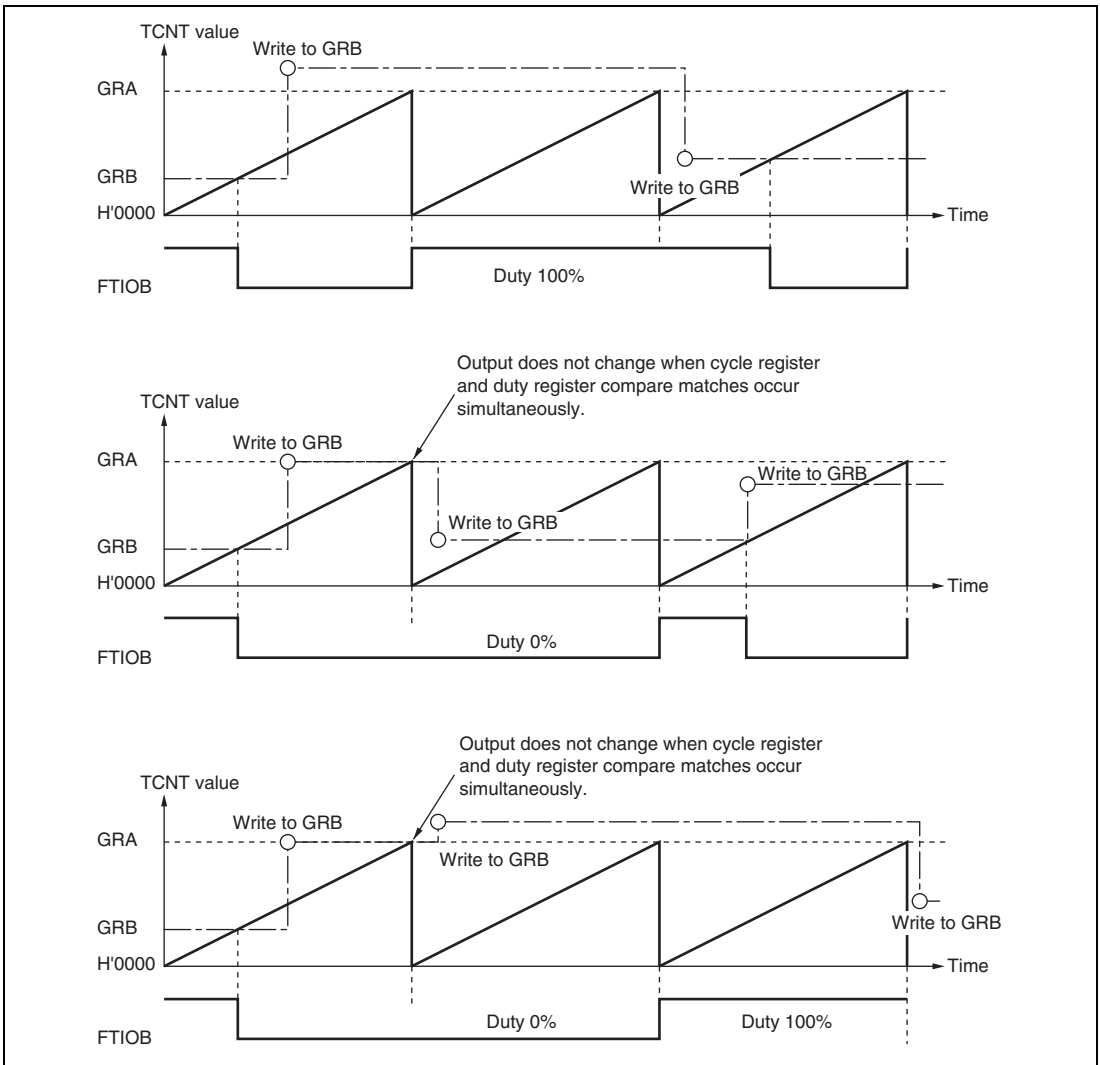 TCNT value
Write to GRB
GRA
Write to GRB
GRB
H'0000
Time
Duty 100%
FTIOB
Output does not change when cycle register
and duty register compare matches occur
simultaneously.
TCNT value
Write to GRB
GRA
Write to GRB
Write to GRB
GRB
H'0000
Time
Duty 0%
FTIOB
Output does not change when cycle register
and duty register compare matches occur
simultaneously.
TCNT value
Write to GRB
GRA
Write to GRB
GRB
Write to GRB
H'0000
Time
Duty 0%
Duty 100%
FTIOB